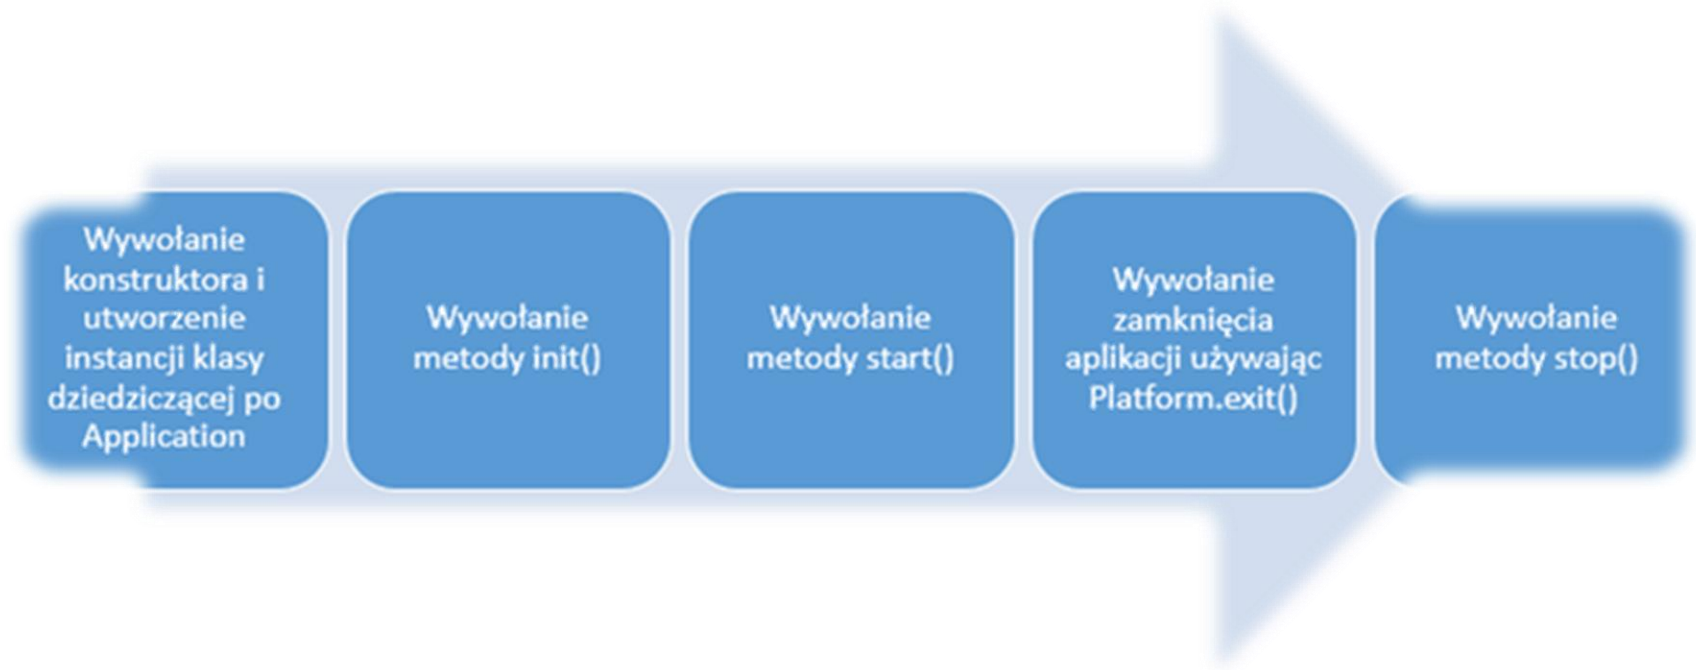 Wywołanie
konstruktora i
utworzenie
instancji klasy
dziedziczącej po
Application
Wywołanie
metody init()
Wywołanie
metody start()
Wywołanie
zamknięcia
aplikacji używając
Platform.exit()
Wywołanie
metody stop()